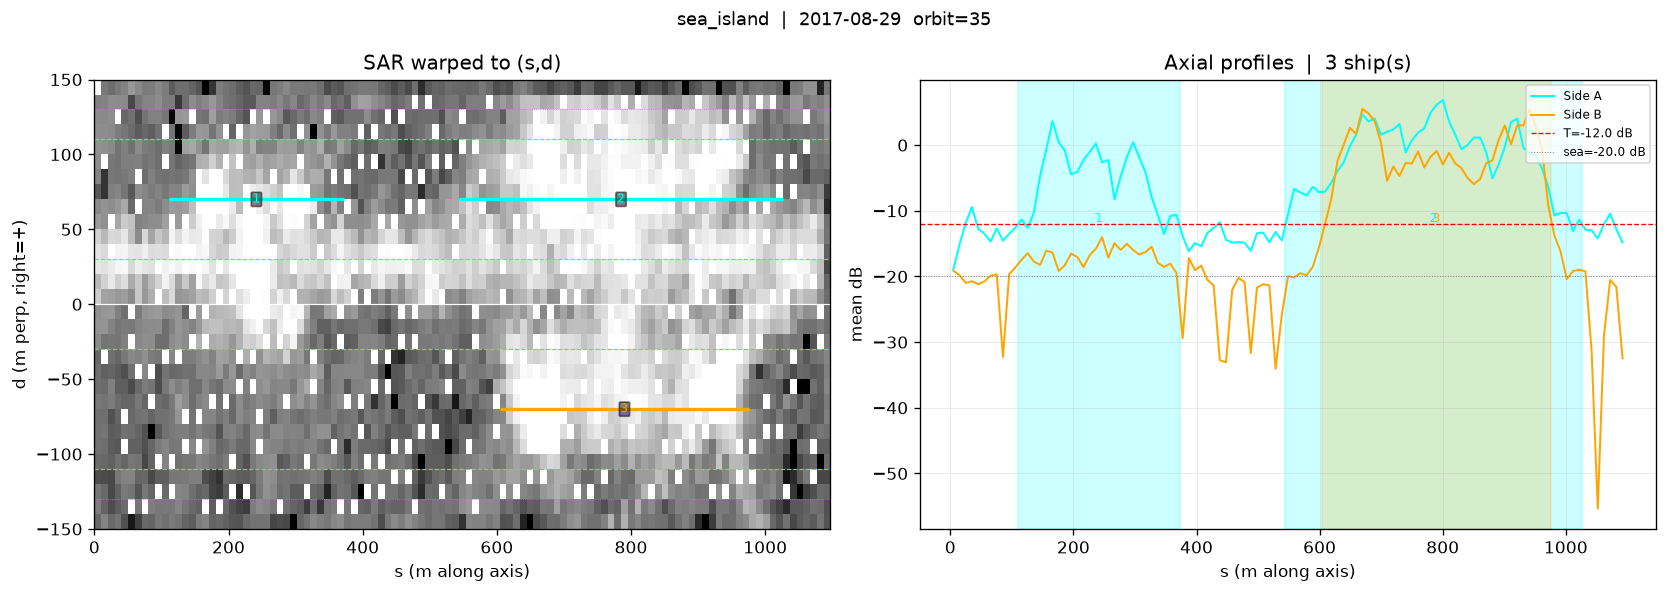 sea_island | 2017-08-29 orbit=35
SAR warped to (s,d)
150
100
50
0
−50
−100
−150
d (m perp, right=+)
1
2
3
0
200
400
600
800
1000
s (m along axis)
Axial profiles | 3 ship(s)
0
−10
−20
−30
−40
−50
mean dB
Side A
Side B
T=-12.0 dB
sea=-20.0 dB
1
2
3
0
200
400
600
800
1000
s (m along axis)